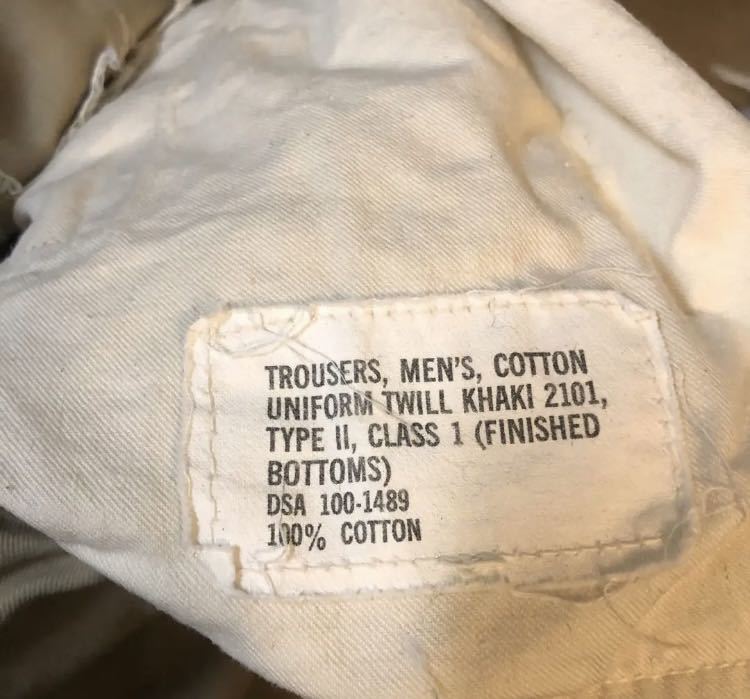 TROUSERS, MEN'S, COTTON
UNIFORM TWILL KHAKI 2101,
TYPE II, CLASS 1 (FINISHED
BOTTOMS)
DSA 100-1489
100% COTTON